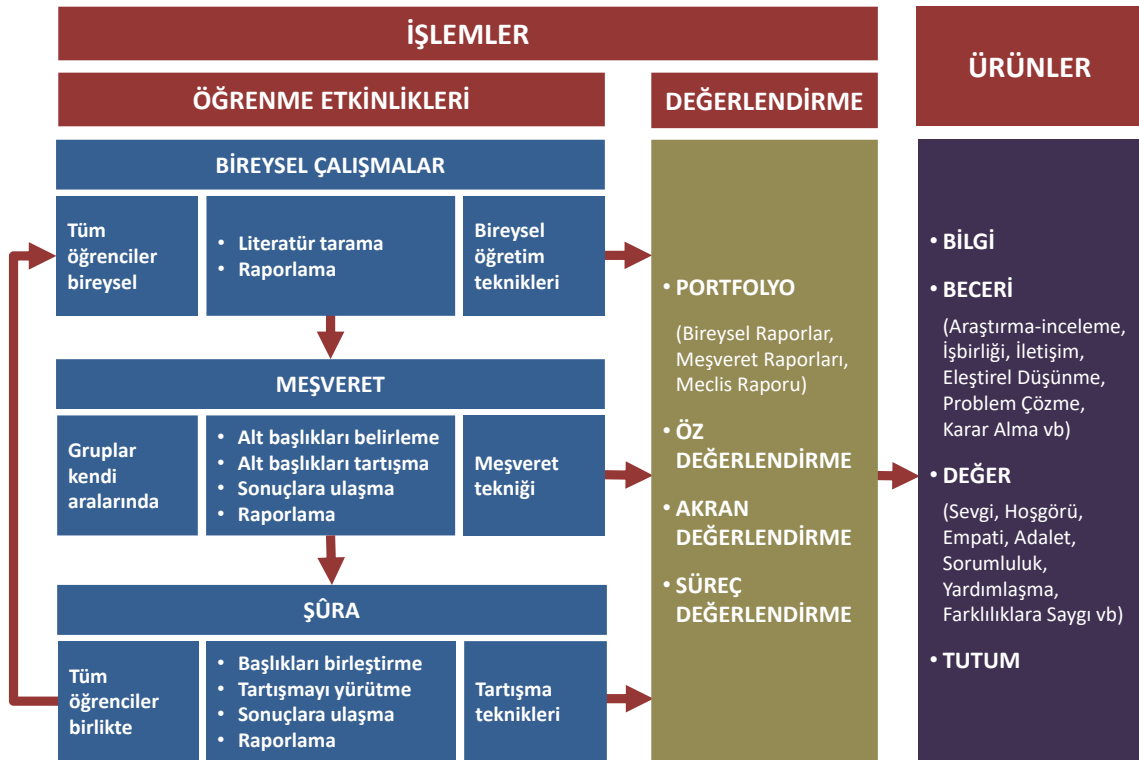 İŞLEMLER
ÜRÜNLER
ÖĞRENME ETKİNLİKLERİ
DEĞERLENDİRME
BİREYSEL ÇALIŞMALAR
Tüm
öğrenciler
bireysel
• Literatür tarama
• Raporlama
Bireysel
öğretim
teknikleri
MEŞVERET
Gruplar
kendi
aralarında
• Alt başlıkları belirleme
• Alt başlıkları tartışma
• Sonuçlara ulaşma
• Raporlama
Meşveret
tekniği
ŞÛRA
Tüm
öğrenciler
birlikte
• Başlıkları birleştirme
• Tartışmayı yürütme
• Sonuçlara ulaşma
• Raporlama
Tartışma
teknikleri
• PORTFOLYO
(Bireysel Raporlar,
Meşveret Raporları,
Meclis Raporu)
• ÖZ
DEĞERLENDİRME
• AKRAN
DEĞERLENDİRME
• SÜREÇ
DEĞERLENDİRME
• BİLGİ
• BECERİ
(Araştırma-inceleme,
İşbirliği, İletişim,
Eleştirel Düşünme,
Problem Çözme,
Karar Alma vb)
• DEĞER
(Sevgi, Hoşgörü,
Empati, Adalet,
Sorumluluk,
Yardımlaşma,
Farklılıklara Saygı vb)
• TUTUM